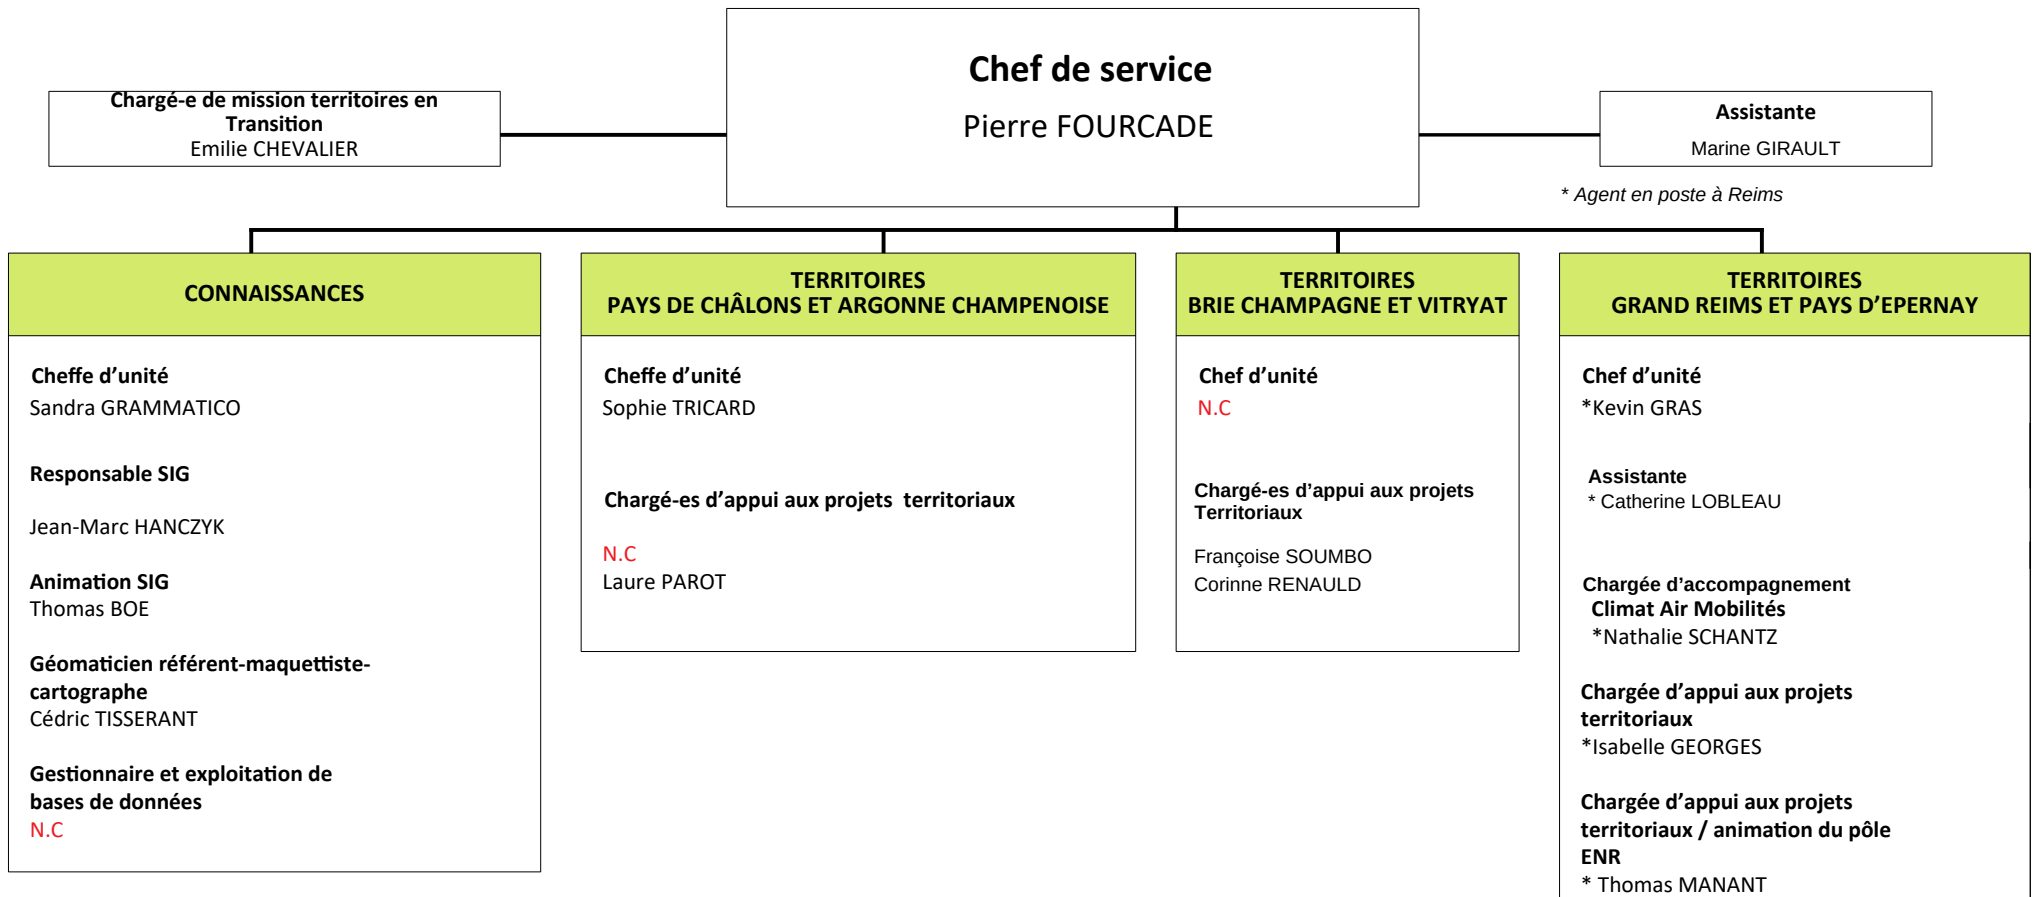 Chef de service
Pierre FOURCADE
Chargé-e de mission territoires en
Transition
Emilie CHEVALIER
Assistante
Marine GIRAULT
* Agent en poste à Reims
CONNAISSANCES
Cheffe d’unité
Sandra GRAMMATICO
Responsable SIG
Jean-Marc HANCZYK
Animation SIG
Thomas BOE
Géomaticien référent-maquettiste-
cartographe
Cédric TISSERANT
Gestionnaire et exploitation de
bases de données
N.C
TERRITOIRES
PAYS DE CHÂLONS ET ARGONNE CHAMPENOISE
Cheffe d’unité
Sophie TRICARD
Chargé-es d’appui aux projets  territoriaux
N.C
Laure PAROT
TERRITOIRES
BRIE CHAMPAGNE ET VITRYAT
Chef d’unité
N.C
Chargé-es d’appui aux projets
Territoriaux
Françoise SOUMBO
Corinne RENAULD
TERRITOIRES
GRAND REIMS ET PAYS D’EPERNAY
Chef d’unité
*Kevin GRAS
Assistante
* Catherine LOBLEAU
Chargée d’accompagnement
Climat Air Mobilités
*Nathalie SCHANTZ
Chargée d’appui aux projets
territoriaux
*Isabelle GEORGES
Chargée d’appui aux projets
territoriaux / animation du pôle
ENR
* Thomas MANANT